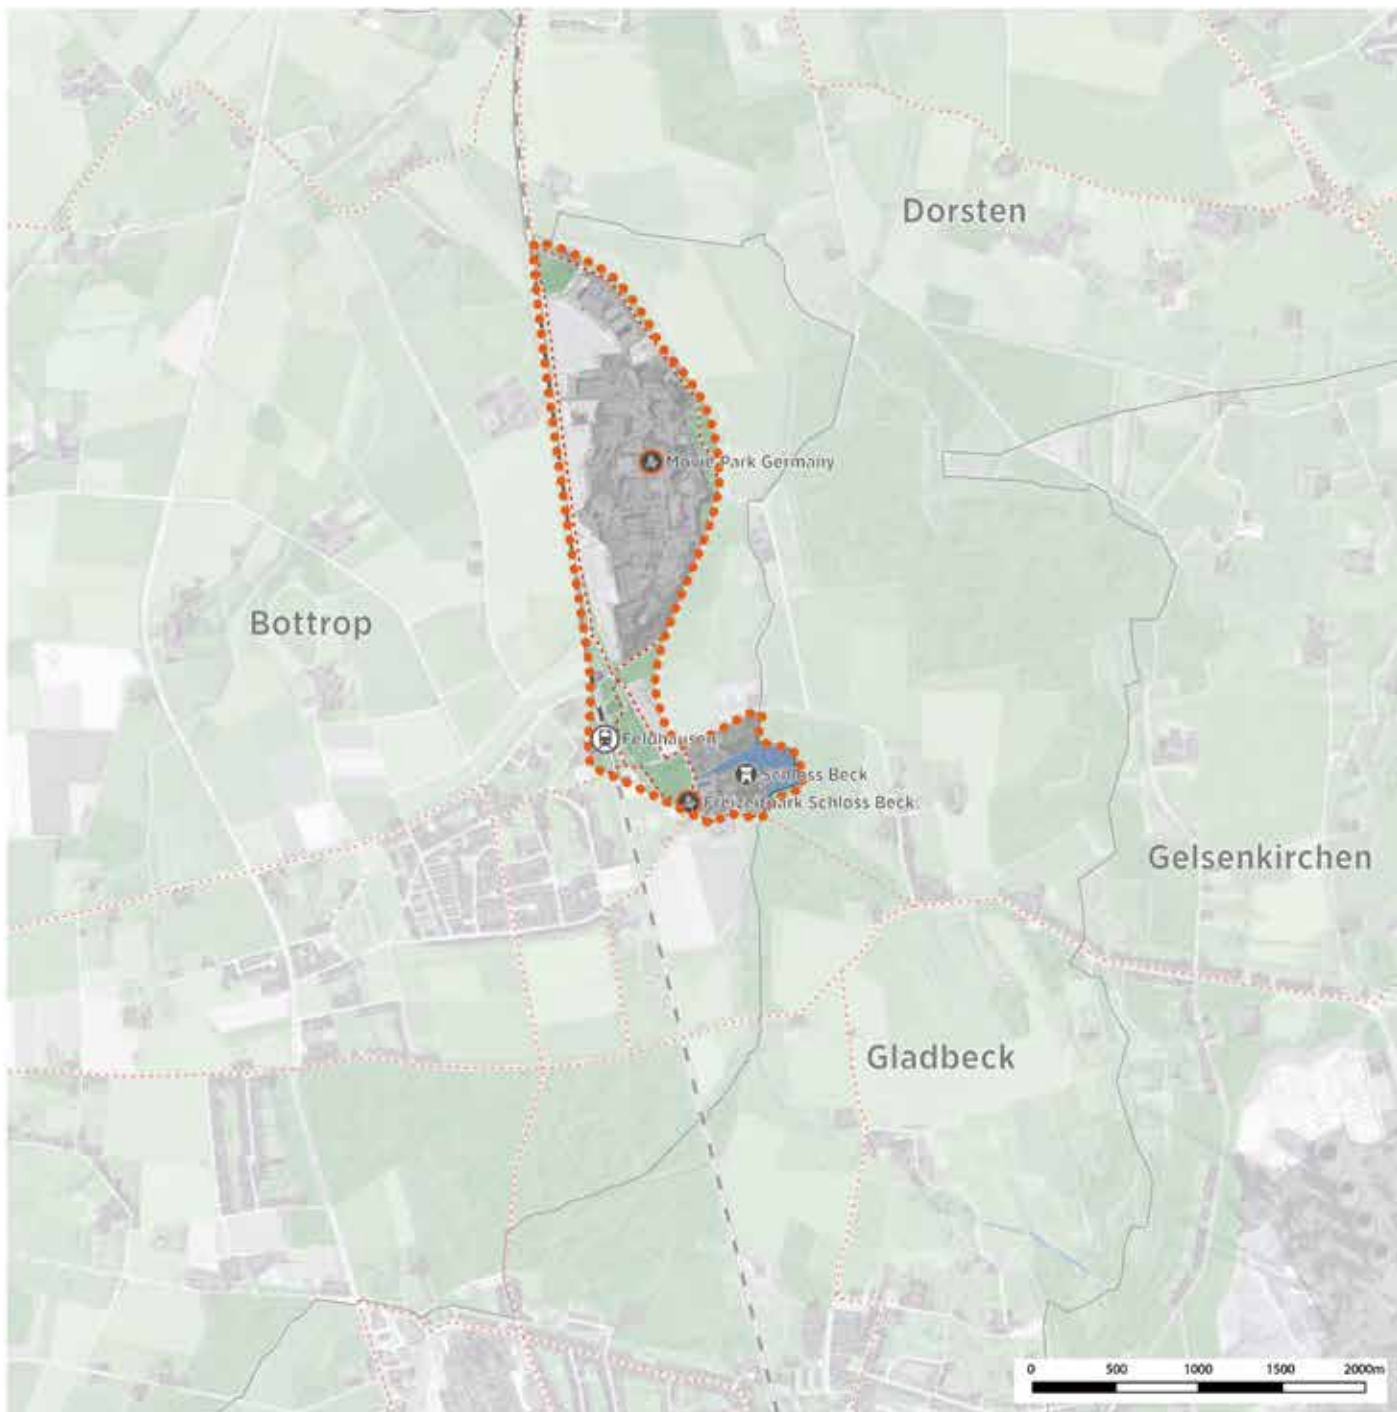 Dorsten
Movie Park Germany
Bottrop
Feldhausen
Schloss Beck
Freizeitpark Schloss Beck
Gelsenkirchen
Gladbeck
0 500 1000 1500 2000m